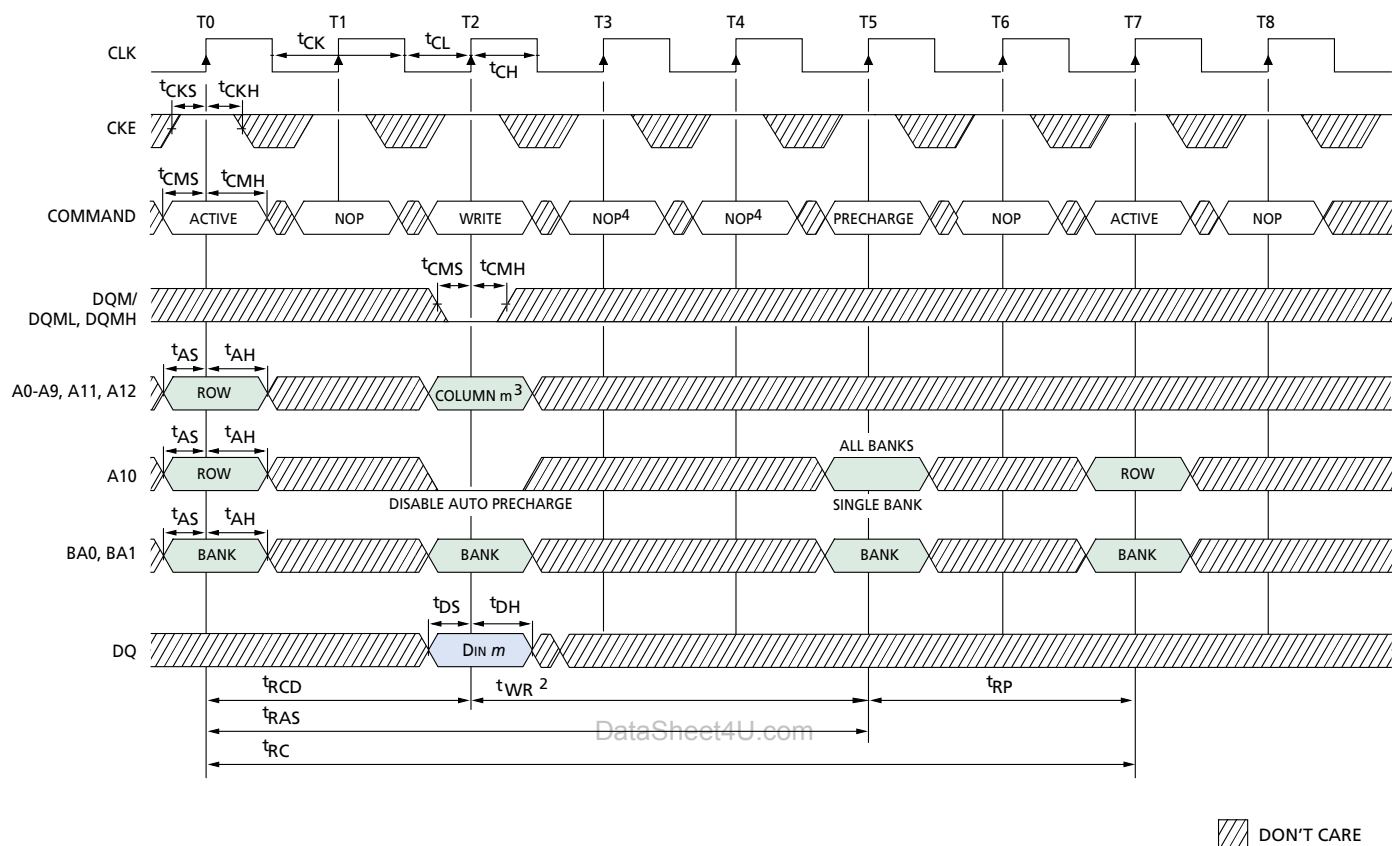 T0 T1 T2 T3 T4 T5 T6 T7 T8
CLK tCK tCL tCH
tCKS tCKH
CKE
tCMS tCMH
COMMAND ACTIVE NOP WRITE NOP4 NOP4 PRECHARGE NOP ACTIVE NOP
tCMS tCMH
DQM/
DQML, DQMH
tAS tAH
A0-A9, A11, A12 ROW COLUMN m3
tAS tAH ALL BANKS
A10 ROW ROW
DISABLE AUTO PRECHARGE SINGLE BANK
tAS tAH
BA0, BA1 BANK BANK BANK BANK
tDS tDH
DQ DIN m
tRCD tWR 2 tRP
tRAS
DataSheet4U.com
tRC
DON'T CARE